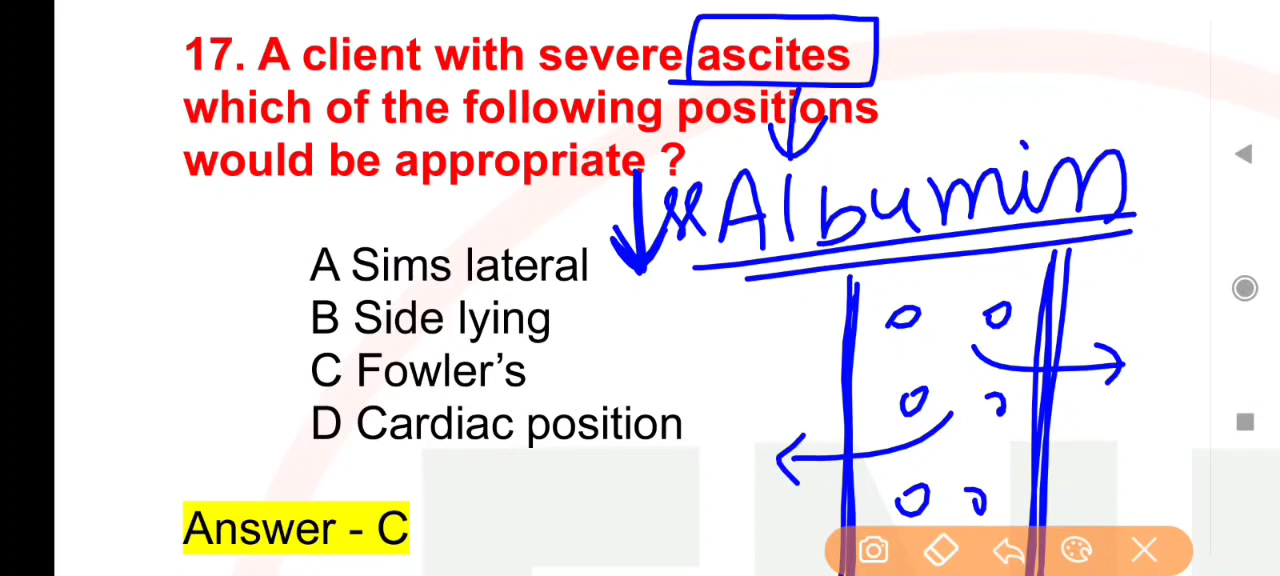 17. A client with severe ascites
which of the following positions
would be appropriate ?
Albumin
A Sims lateral
B Side lying
C Fowler’s
D Cardiac position
Answer - C